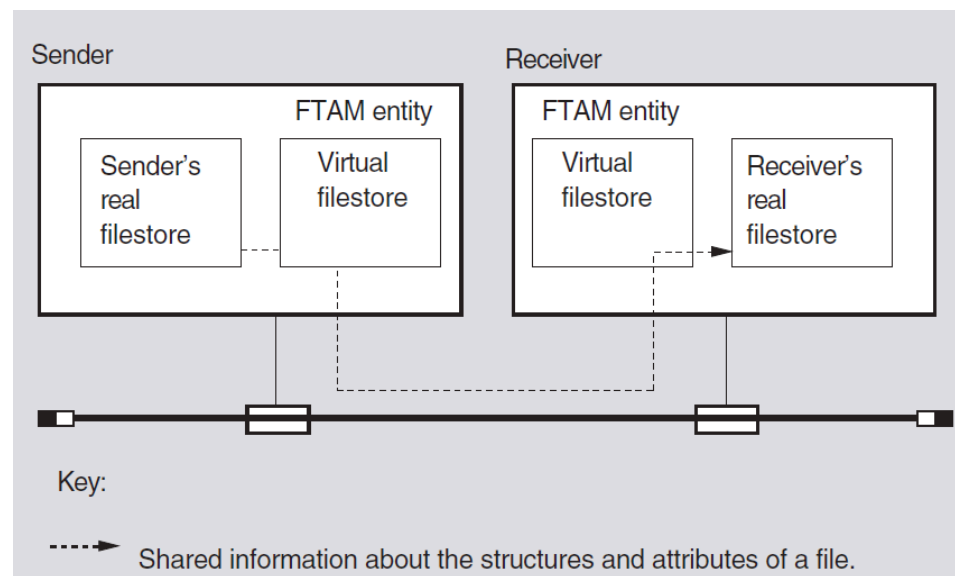 Sender
Receiver
FTAM entity
Sender's
real
filestore
Virtual
filestore
FTAM entity
Virtual
filestore
Receiver's
real
filestore
Key:
Shared information about the structures and attributes of a file.